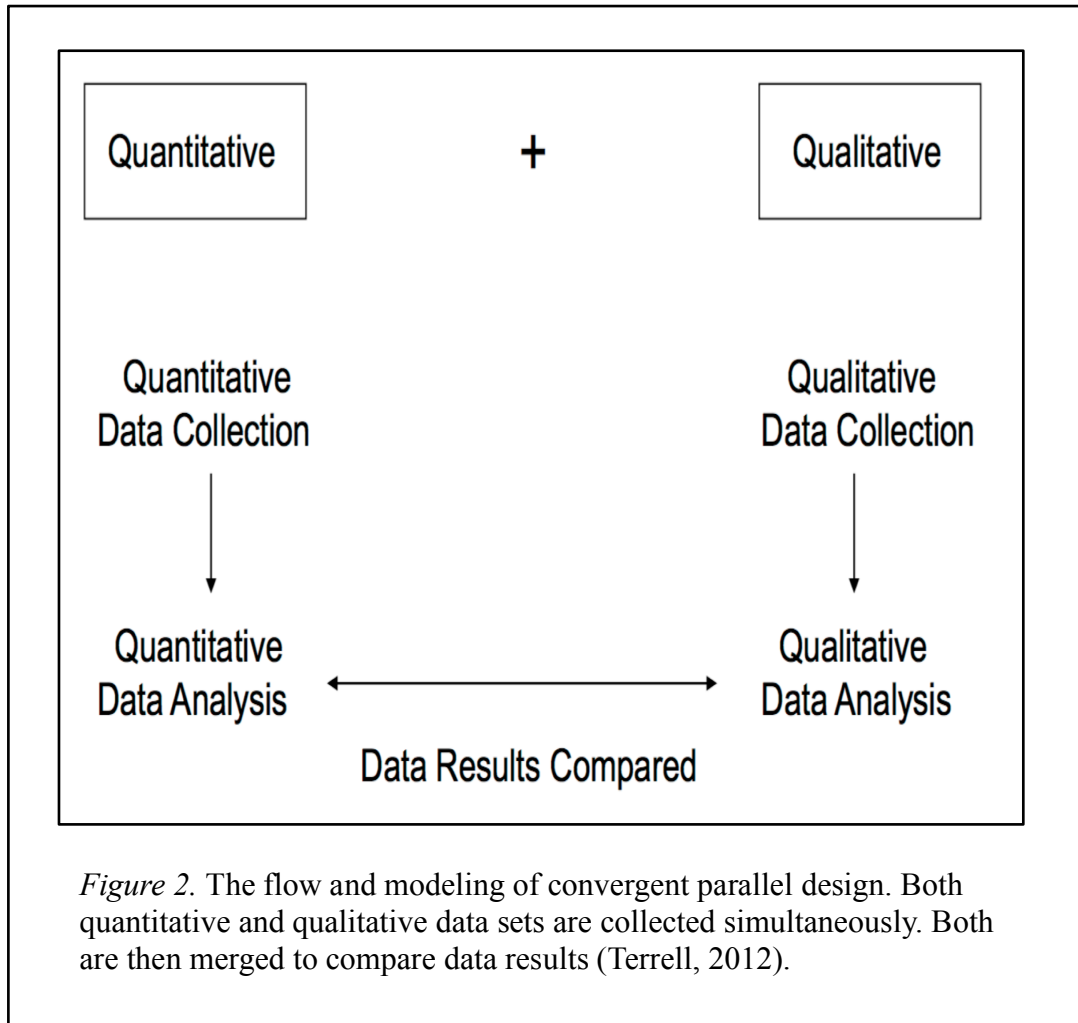 Quantitative + Qualitative
Quantitative
Data Collection
Qualitative
Data Collection
Quantitative
Data Analysis
Qualitative
Data Analysis
Data Results Compared
Figure 2. The flow and modeling of convergent parallel design. Both
quantitative and qualitative data sets are collected simultaneously. Both
are then merged to compare data results (Terrell, 2012).